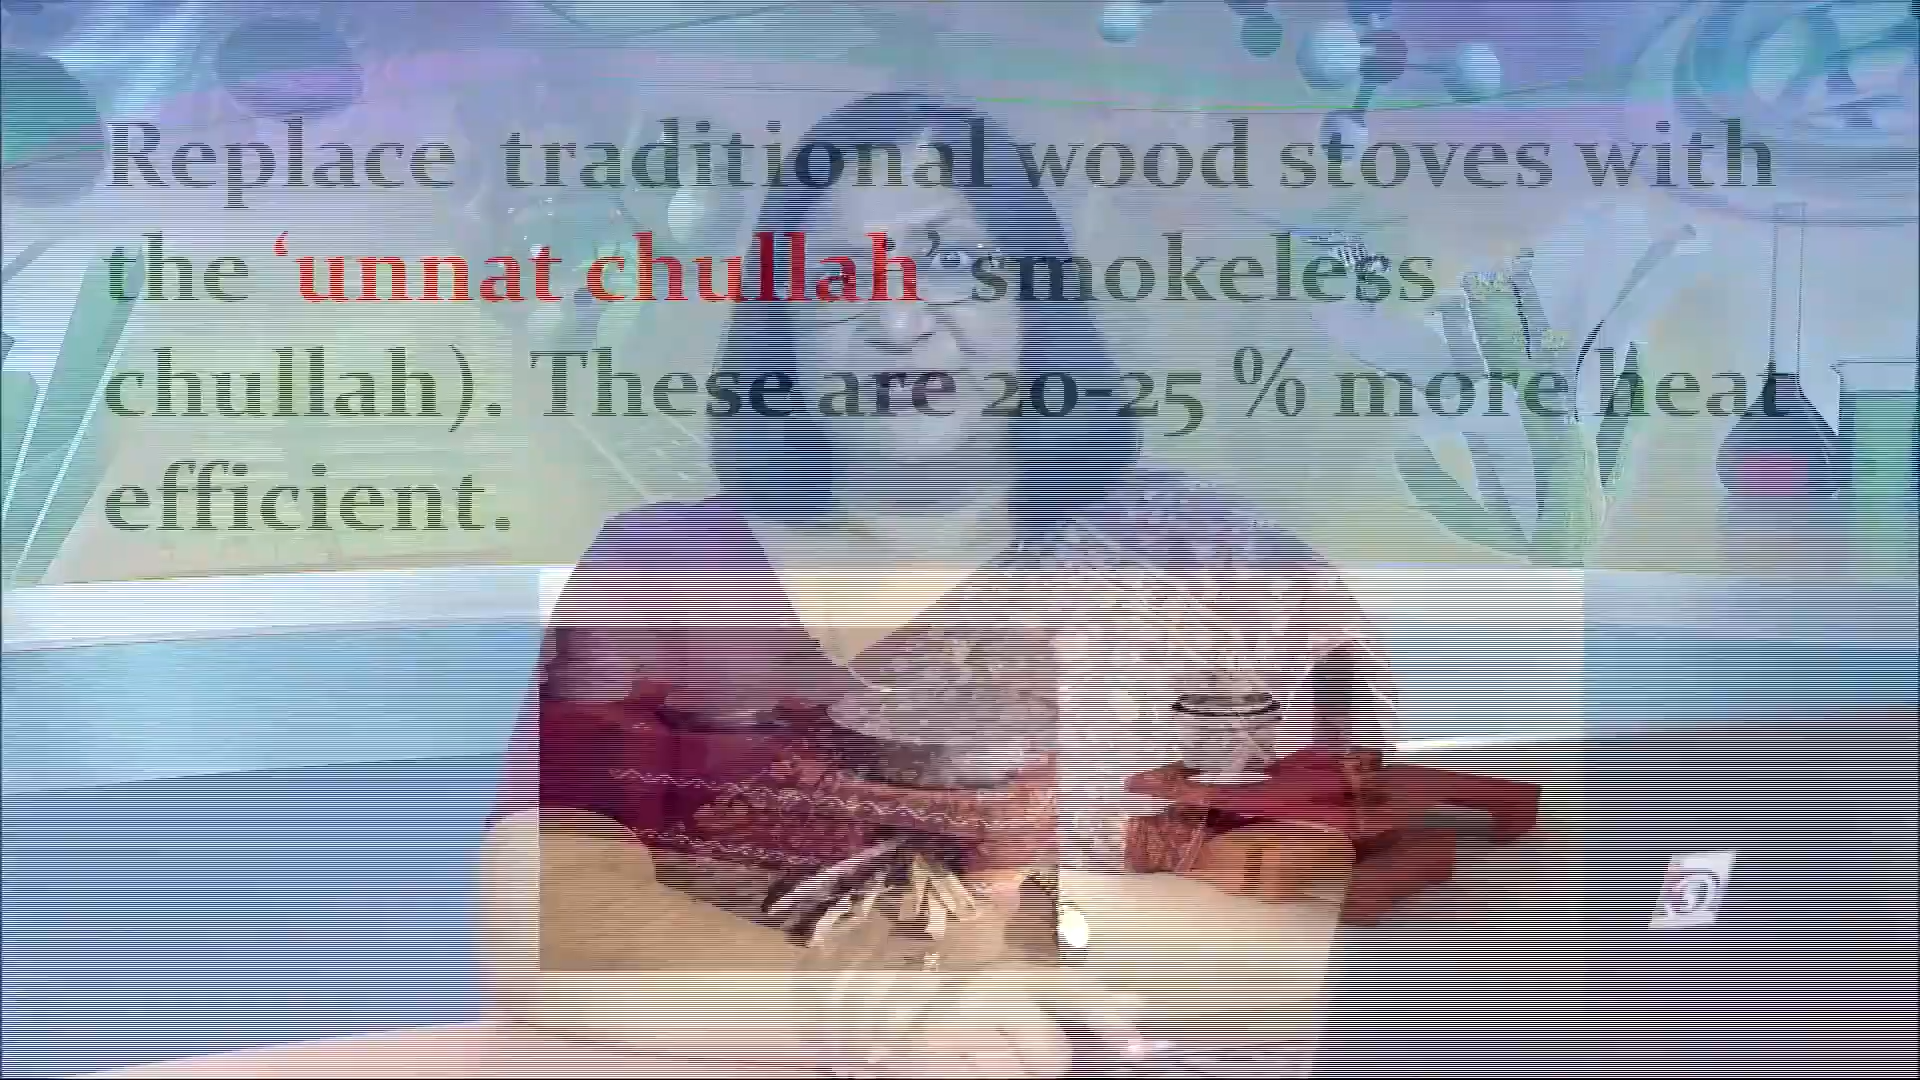 Replace traditional wood stoves with
the ‘unnat chullah’ smokeless
chullah). These are 20-25 % more heat
efficient.